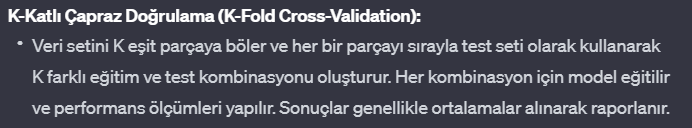 K-Katlı Çapraz Doğrulama (K-Fold Cross-Validation):
• Veri setini K eşit parçaya böler ve her bir parçayı sırayla test seti olarak kullanarak
K farklı eğitim ve test kombinasyonu oluşturur. Her kombinasyon için model eğitilir
ve performans ölçümleri yapılır. Sonuçlar genellikle ortalamalar alınarak raporlanır.